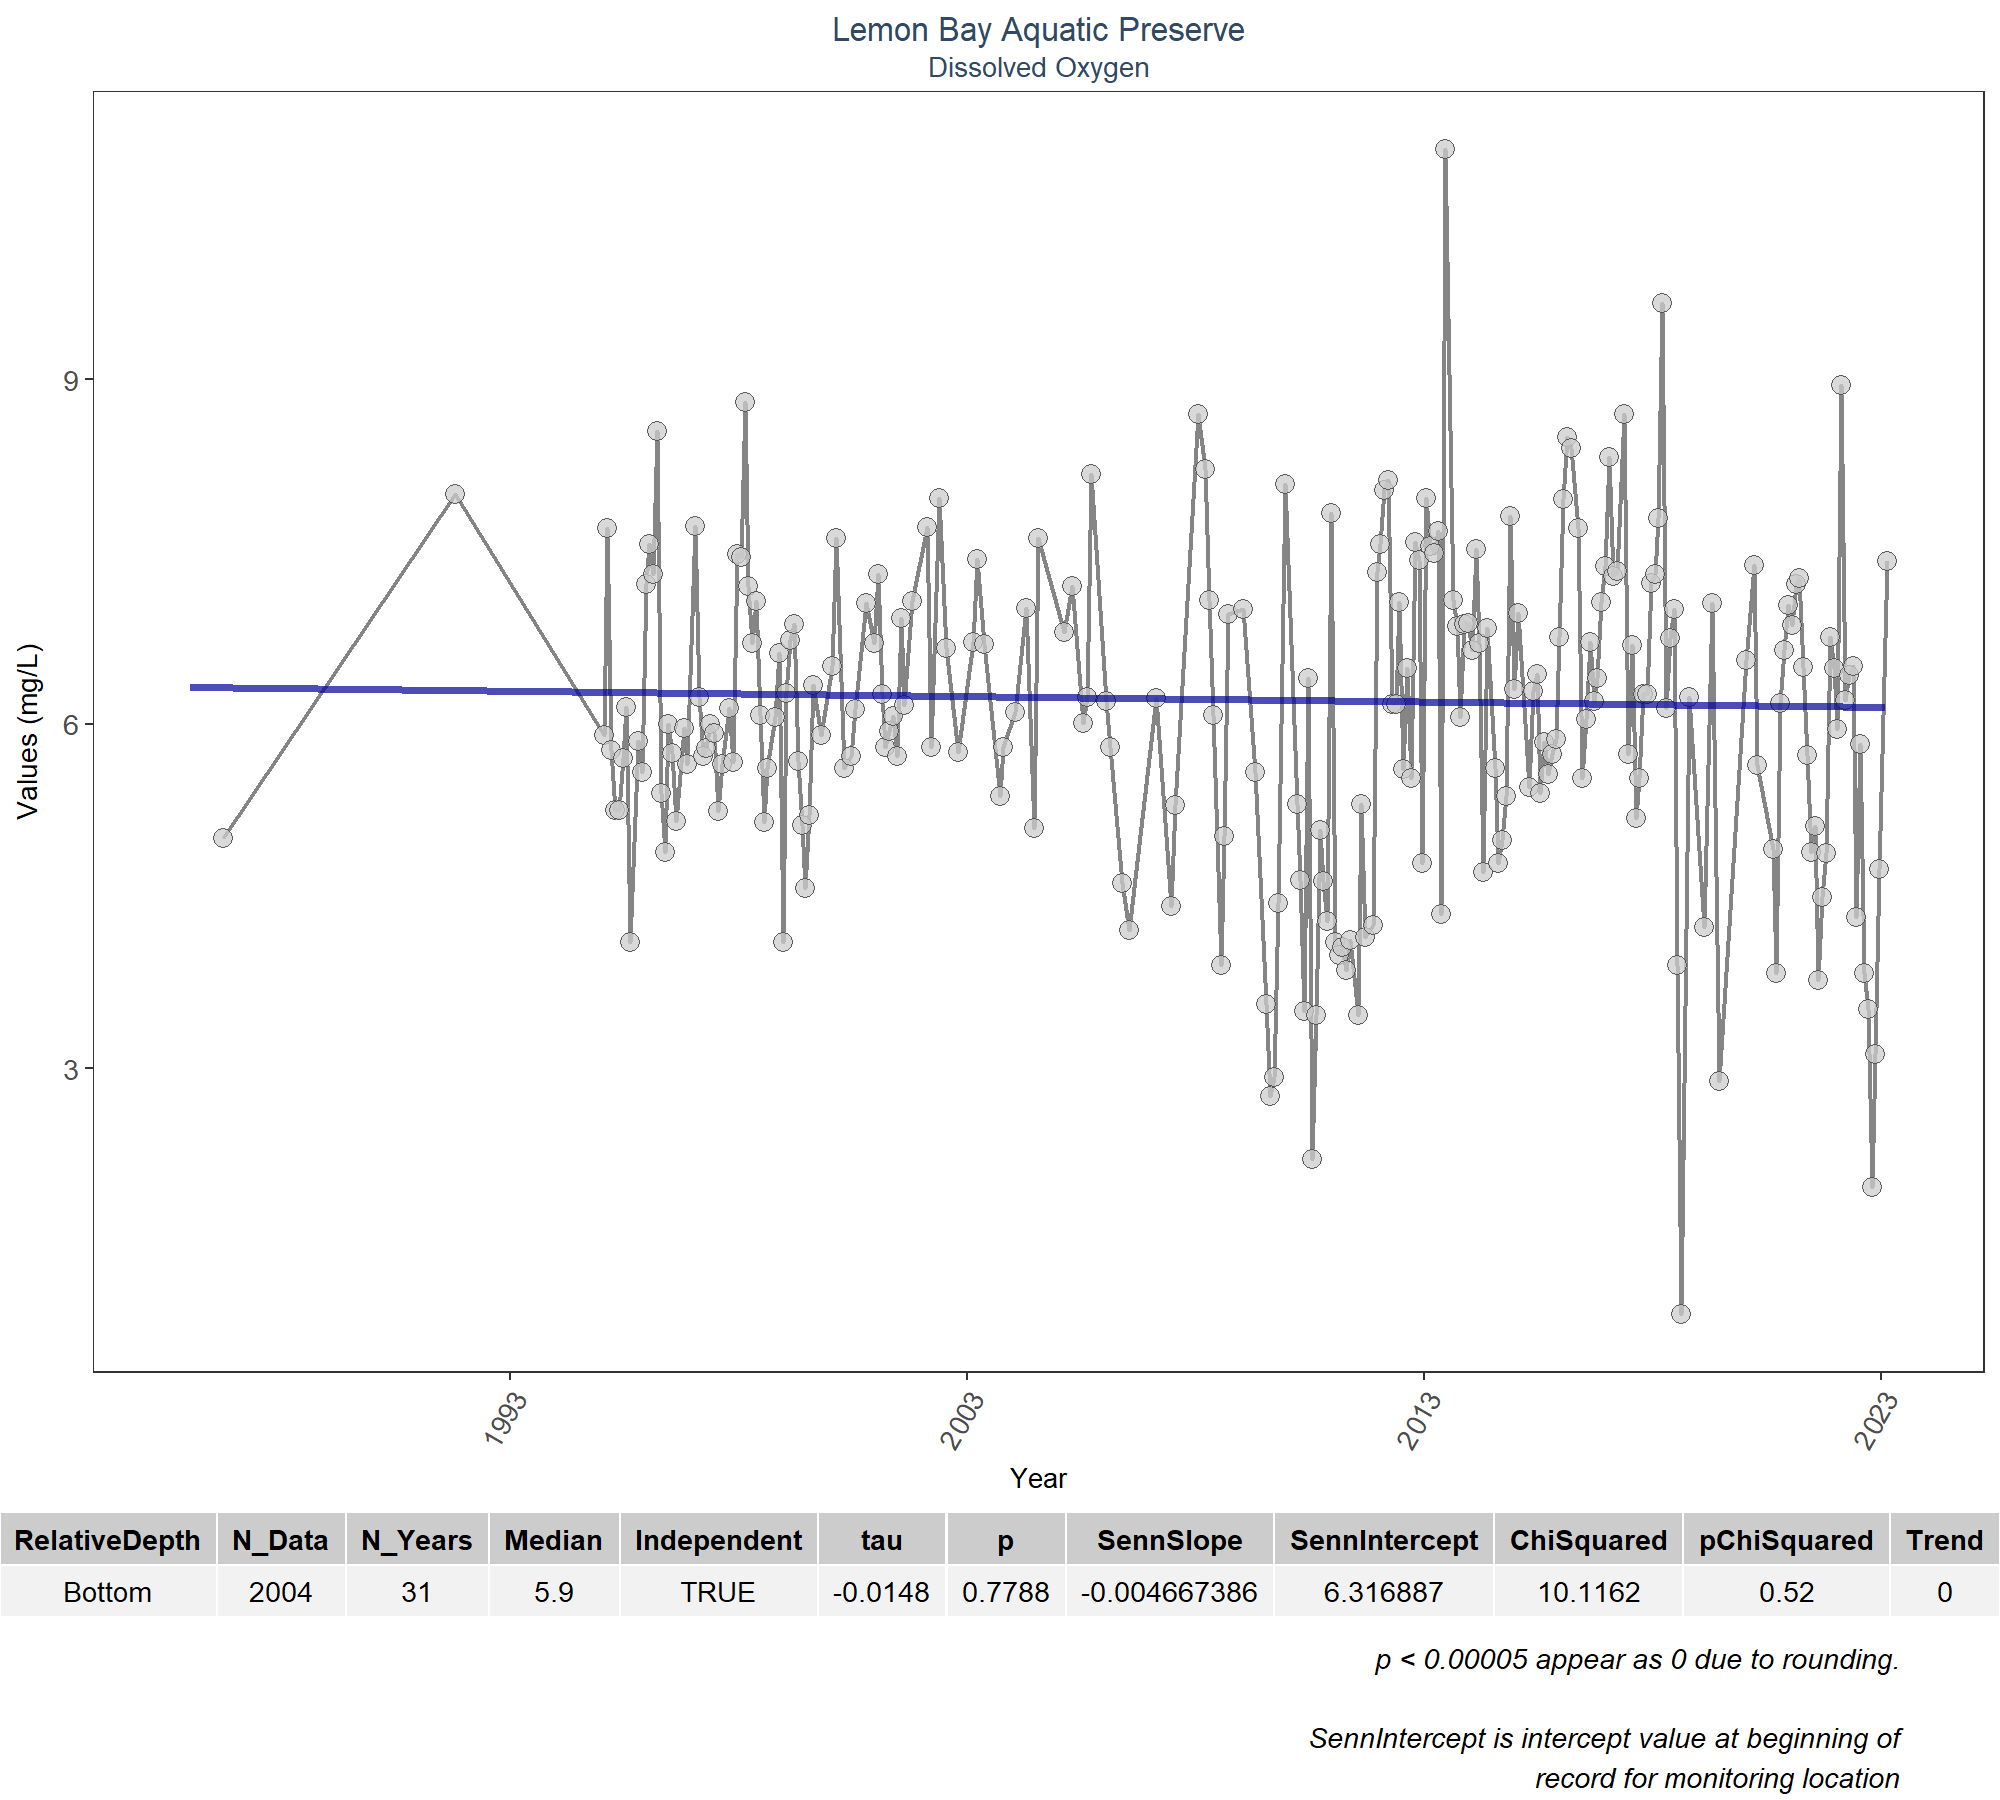 Lemon Bay Aquatic Preserve
Dissolved Oxygen
Values (mg/L)
9
6
3
1993
2003
2013
2023
Year
RelativeDepth N_Data N_Years Median Independent tau p SennSlope SennIntercept ChiSquared pChiSquared Trend
Bottom 2004 31 5.9 TRUE -0.0148 0.7788 -0.004667386 6.316887 10.1162 0.52 0
p < 0.00005 appear as 0 due to rounding.
SennIntercept is intercept value at beginning of
record for monitoring location